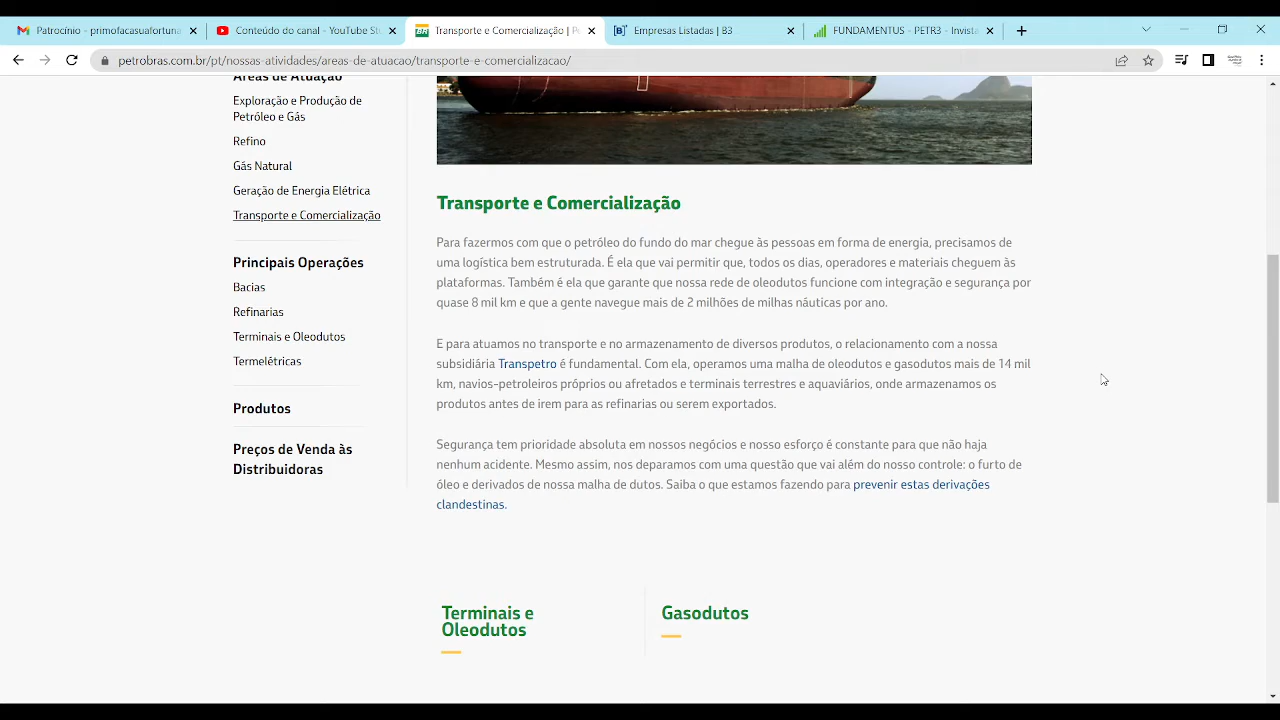 Patrocínio - primofacasuafortuna
Conteúdo do canal - YouTube St
Transporte e Comercialização | Pe
Empresas Listadas | B3
FUNDAMENTUS - PETR3 - Invista
petrobras.com.br/pt/nossas-atividades/areas-de-atuacao/transporte-e-comercializacao/
Áreas de Atuação
Exploração e Produção de
Petróleo e Gás
Refino
Gás Natural
Geração de Energia Elétrica
Transporte e Comercialização
Principais Operações
Bacias
Refinarias
Terminais e Oleodutos
Termelétricas
Produtos
Preços de Venda às
Distribuidoras
Transporte e Comercialização
Para fazermos com que o petróleo do fundo do mar chegue às pessoas em forma de energia, precisamos de
uma logística bem estruturada. É ela que vai permitir que, todos os dias, operadores e materiais cheguem às
plataformas. Também é ela que garante que nossa rede de oleodutos funcione com integração e segurança por
quase 8 mil km e que a gente navegue mais de 2 milhões de milhas náuticas por ano.
E para atuamos no transporte e no armazenamento de diversos produtos, o relacionamento com a nossa
subsidiária Transpetro é fundamental. Com ela, operamos uma malha de oleodutos e gasodutos mais de 14 mil
km, navios-petroleiros próprios ou afretados e terminais terrestres e aquaviários, onde armazenamos os
produtos antes de irem para as refinarias ou serem exportados.
Segurança tem prioridade absoluta em nossos negócios e nosso esforço é constante para que não haja
nenhum acidente. Mesmo assim, nos deparamos com uma questão que vai além do nosso controle: o furto de
óleo e derivados de nossa malha de dutos. Saiba o que estamos fazendo para prevenir estas derivações
clandestinas.
Terminais e
Oleodutos
Gasodutos